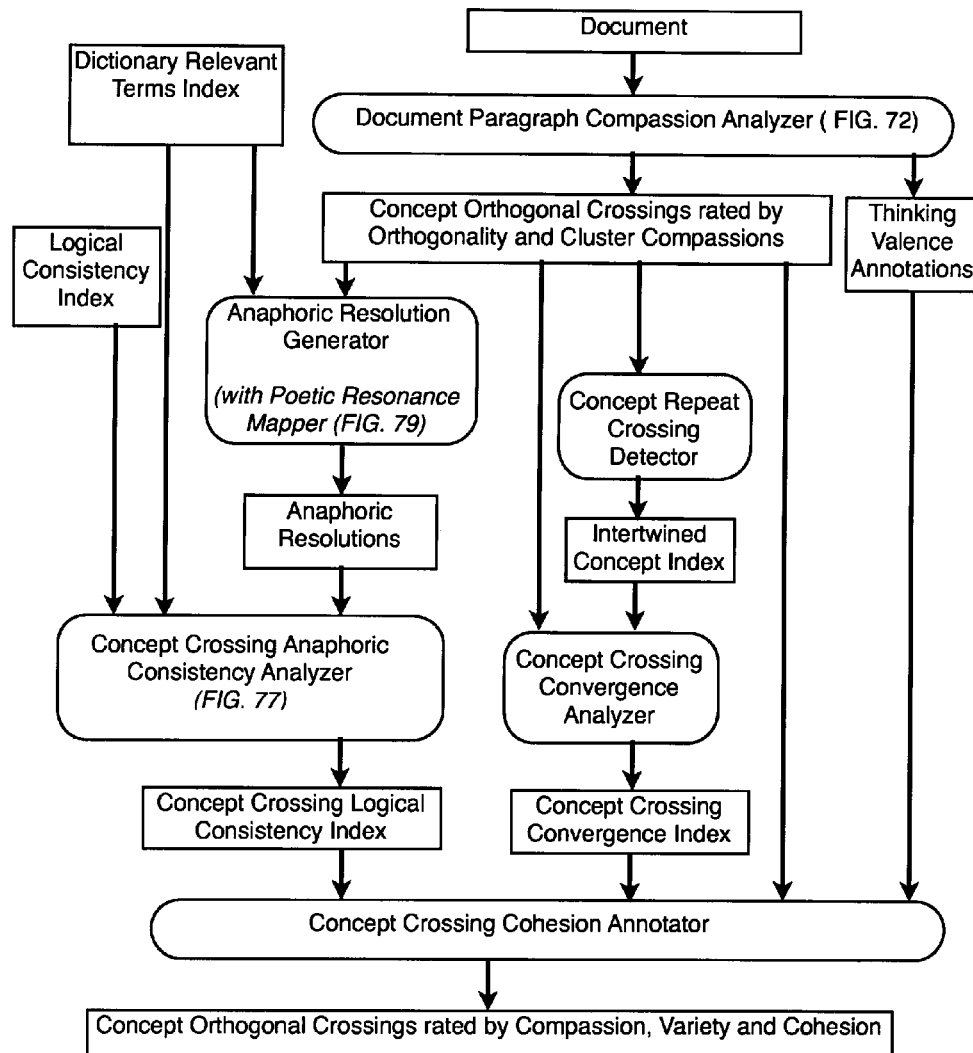 Document
Dictionary Relevant
Terms Index
Document Paragraph Compassion Analyzer ( FIG. 72)
Concept Orthogonal Crossings rated by
Orthogonality and Cluster Compassions
Thinking
Valence
Annotations
Logical
Consistency
Index
Anaphoric Resolution
Generator
(with Poetic Resonance
Mapper (FIG. 79)
Concept Repeat
Crossing
Detector
Anaphoric
Resolutions
Intertwined
Concept Index
Concept Crossing Anaphoric
Consistency Analyzer
(FIG. 77)
Concept Crossing
Convergence
Analyzer
Concept Crossing Logical
Consistency Index
Concept Crossing
Convergence Index
Concept Crossing Cohesion Annotator
Concept Orthogonal Crossings rated by Compassion, Variety and Cohesion